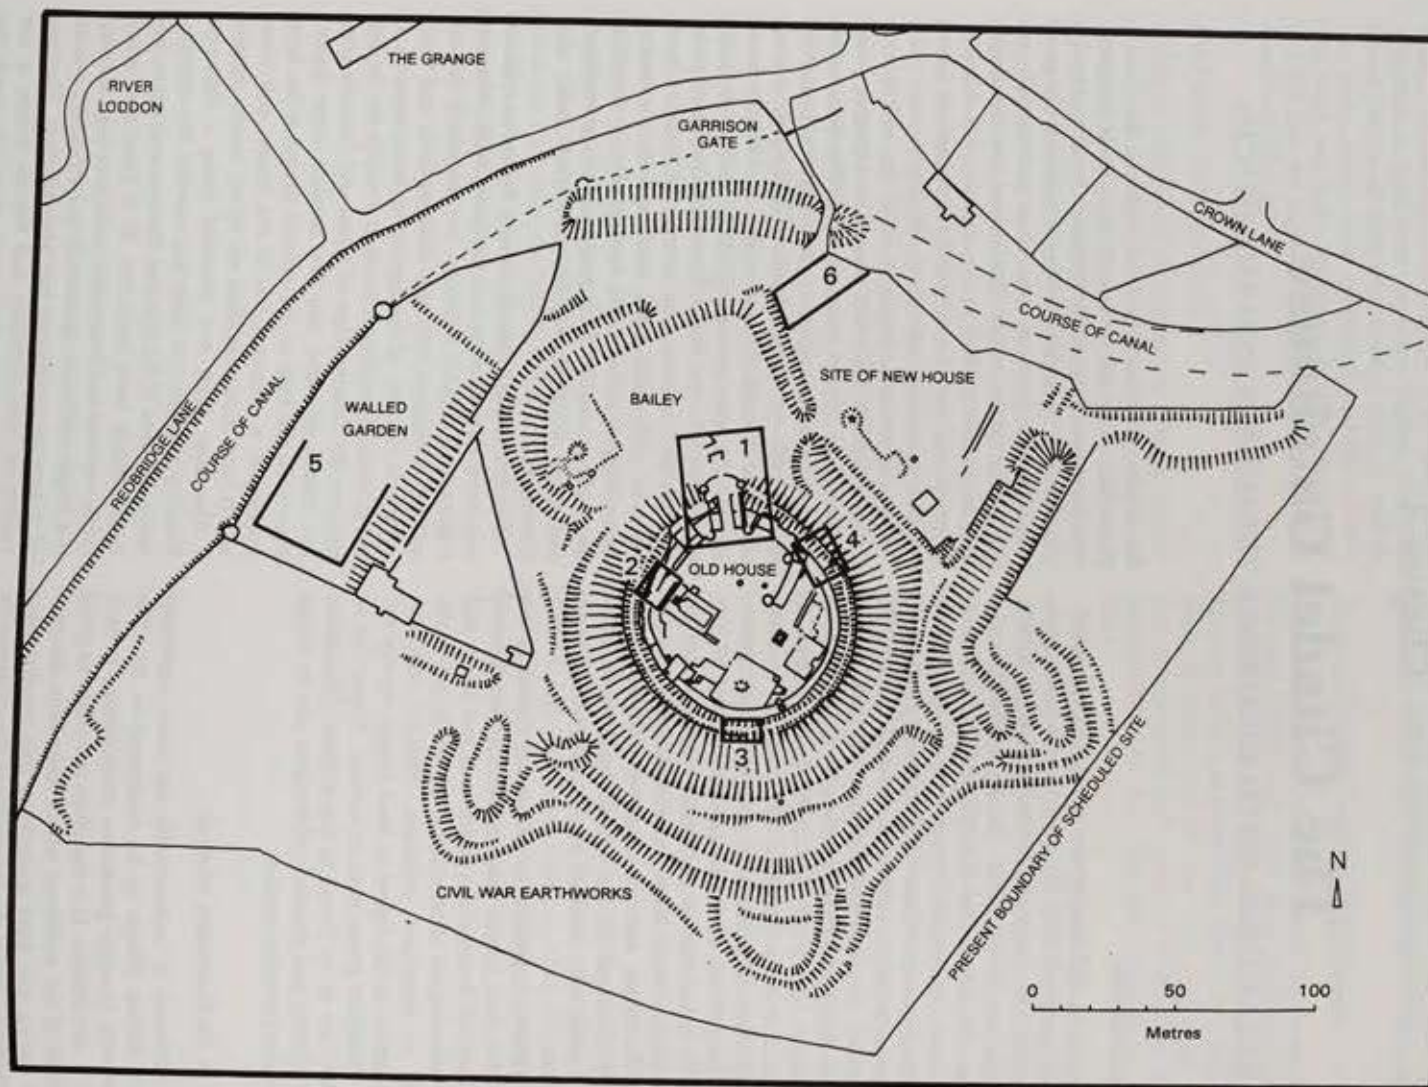 THE GRANGE
RIVER
LODDON
GARRISON
GATE
CROWN LANE
6
COURSE OF CANAL
SITE OF NEW HOUSE
BAILEY
WALLED
GARDEN
REDBRIDGE LANE
COURSE OF CANAL
5
1
4
2
OLD HOUSE
3
CIVIL WAR EARTHWORKS
PRESENT BOUNDARY OF SCHEDULED SITE
N
0 50 100
Metres